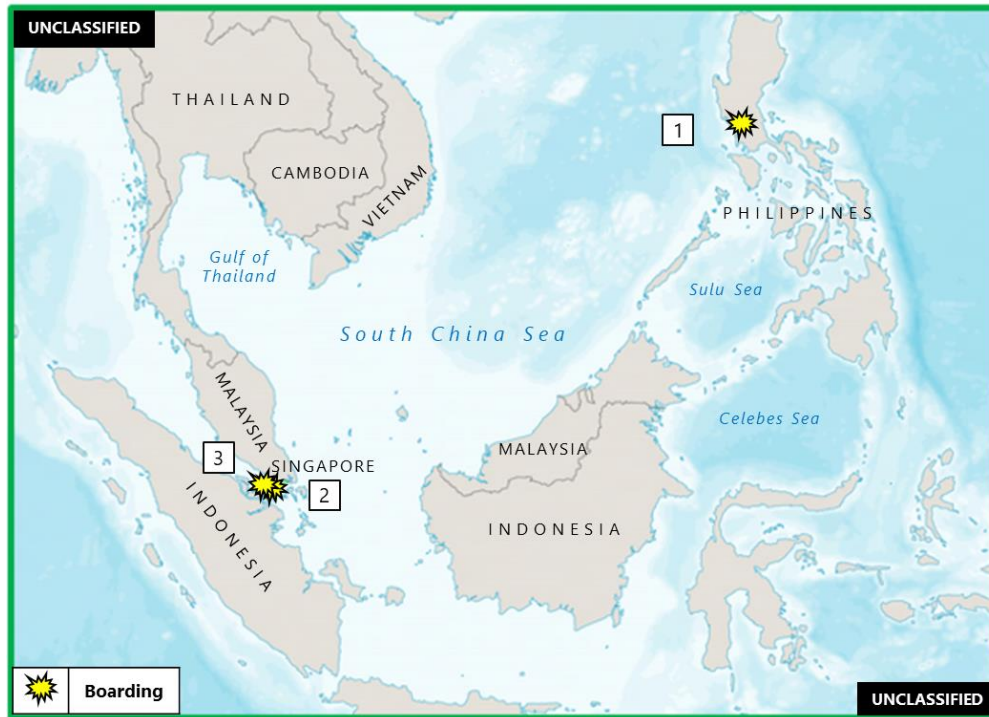 UNCLASSIFIED
THAILAND
1
CAMBODIA
VIETNAM
PHILIPPINES
Gulf of
Thailand
Sulu Sea
South China Sea
MALAYSIA
Celebes Sea
MALAYSIA
3
SINGAPORE
2
INDONESIA
INDONESIA
Boarding
UNCLASSIFIED